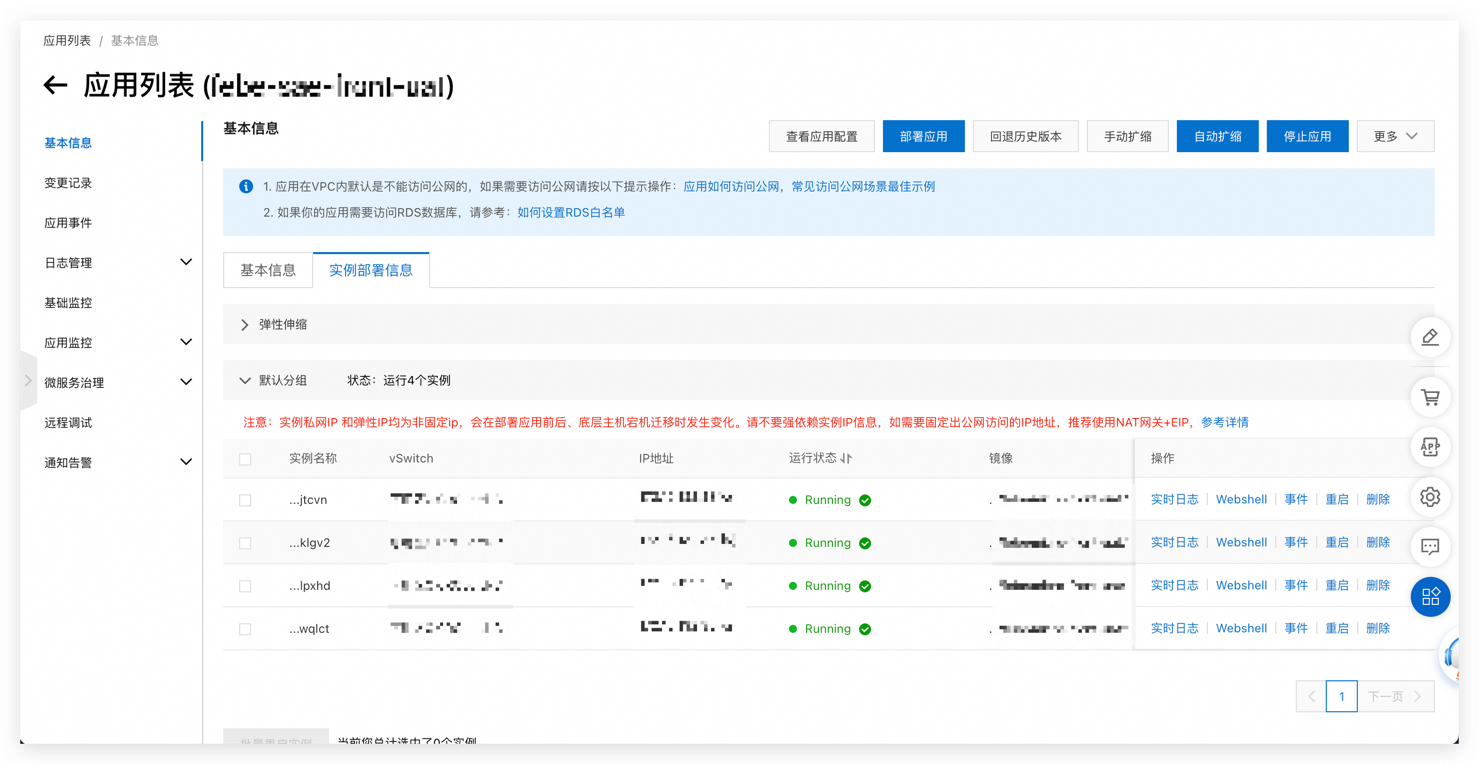 应用列表 / 基本信息
应用列表
基本信息
变更记录
应用事件
日志管理
基础监控
应用监控
微服务治理
远程调试
通知告警
基本信息
查看应用配置 部署应用 回退历史版本 手动扩缩 自动扩缩 停止应用 更多
1. 应用在VPC内默认是不能访问公网的，如果需要访问公网请按以下提示操作：应用如何访问公网，常见访问公网场景最佳示例
2. 如果你的应用需要访问RDS数据库，请参考：如何设置RDS白名单
基本信息 实例部署信息
弹性伸缩
默认分组 状态：运行4个实例
注意：实例私网IP 和弹性IP均为非固定ip，会在部署应用前后、底层主机宕机迁移时发生变化。请不要强依赖实例IP信息，如需要固定出公网访问的IP地址，推荐使用NAT网关+EIP，参考详情
实例名称 vSwitch IP地址 运行状态 镜像 操作
...jtcvn Running 实时日志 Webshell 事件 重启 删除
...klgv2 Running 实时日志 Webshell 事件 重启 删除
...lpxhd Running 实时日志 Webshell 事件 重启 删除
...wqlct Running 实时日志 Webshell 事件 重启 删除
1 下一页
批量重启实例 当前您总计选中了0个实例
APP